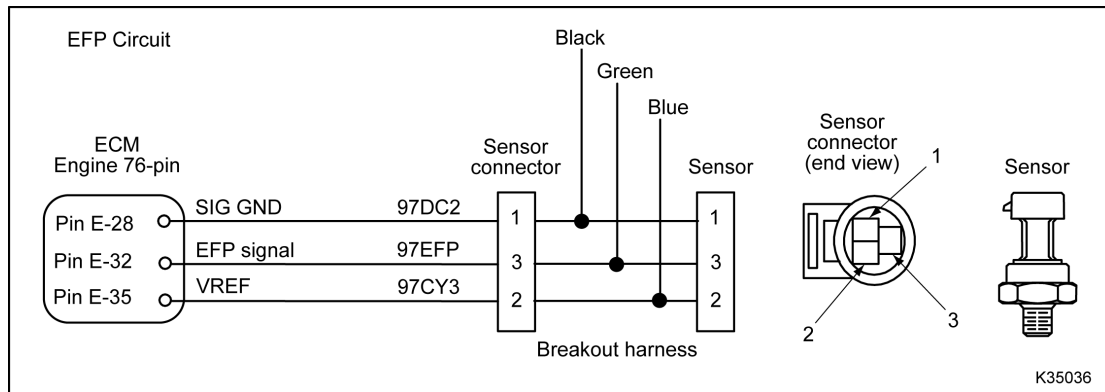 EFP Circuit
Black
Green
Blue
ECM
Engine 76-pin
Sensor
connector
Sensor
Sensor
connector
(end view)
1
Sensor
Pin E-28
SIG GND
97DC2
1
1
Pin E-32
EFP signal
97EFP
3
3
Pin E-35
VREF
97CY3
2
2
2
3
Breakout harness
K35036